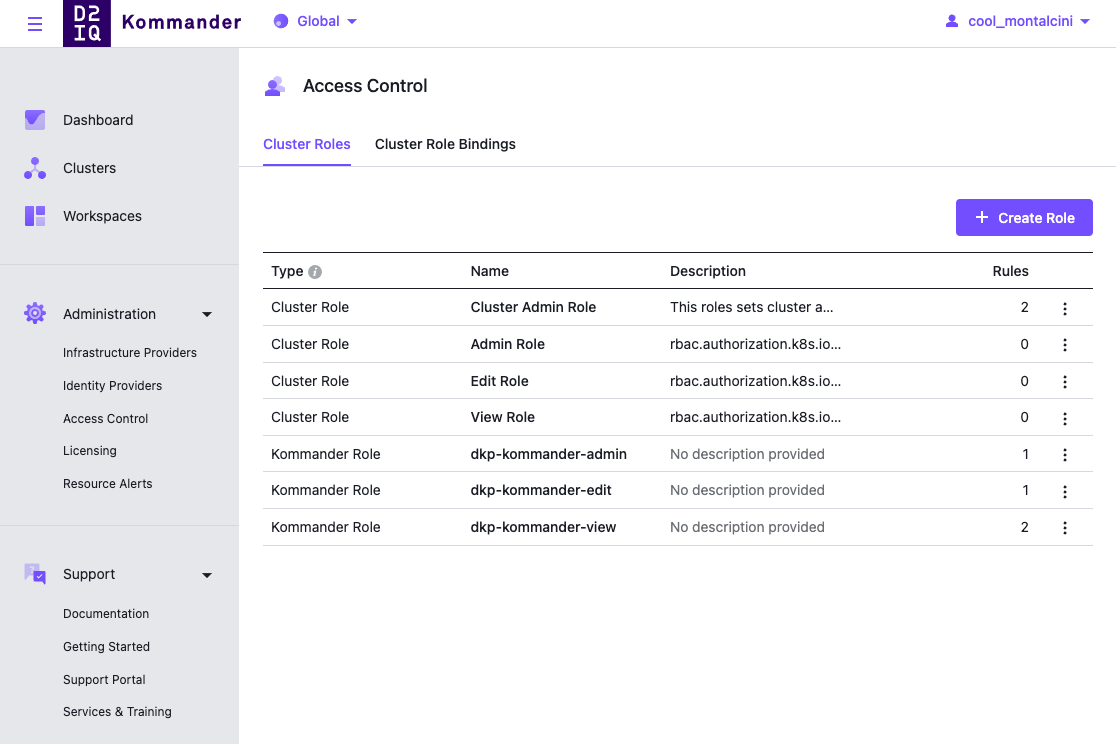 D2
IQ
Kommander
Global
cool_montalcini
Dashboard
Clusters
Workspaces
Administration
Infrastructure Providers
Identity Providers
Access Control
Licensing
Resource Alerts
Support
Documentation
Getting Started
Support Portal
Services & Training
Access Control
Cluster Roles Cluster Role Bindings
+ Create Role
Type i Name Description Rules
Cluster Role Cluster Admin Role This roles sets cluster a... 2
Cluster Role Admin Role rbac.authorization.k8s.io... 0
Cluster Role Edit Role rbac.authorization.k8s.io... 0
Cluster Role View Role rbac.authorization.k8s.io... 0
Kommander Role dkp-kommander-admin No description provided 1
Kommander Role dkp-kommander-edit No description provided 1
Kommander Role dkp-kommander-view No description provided 2